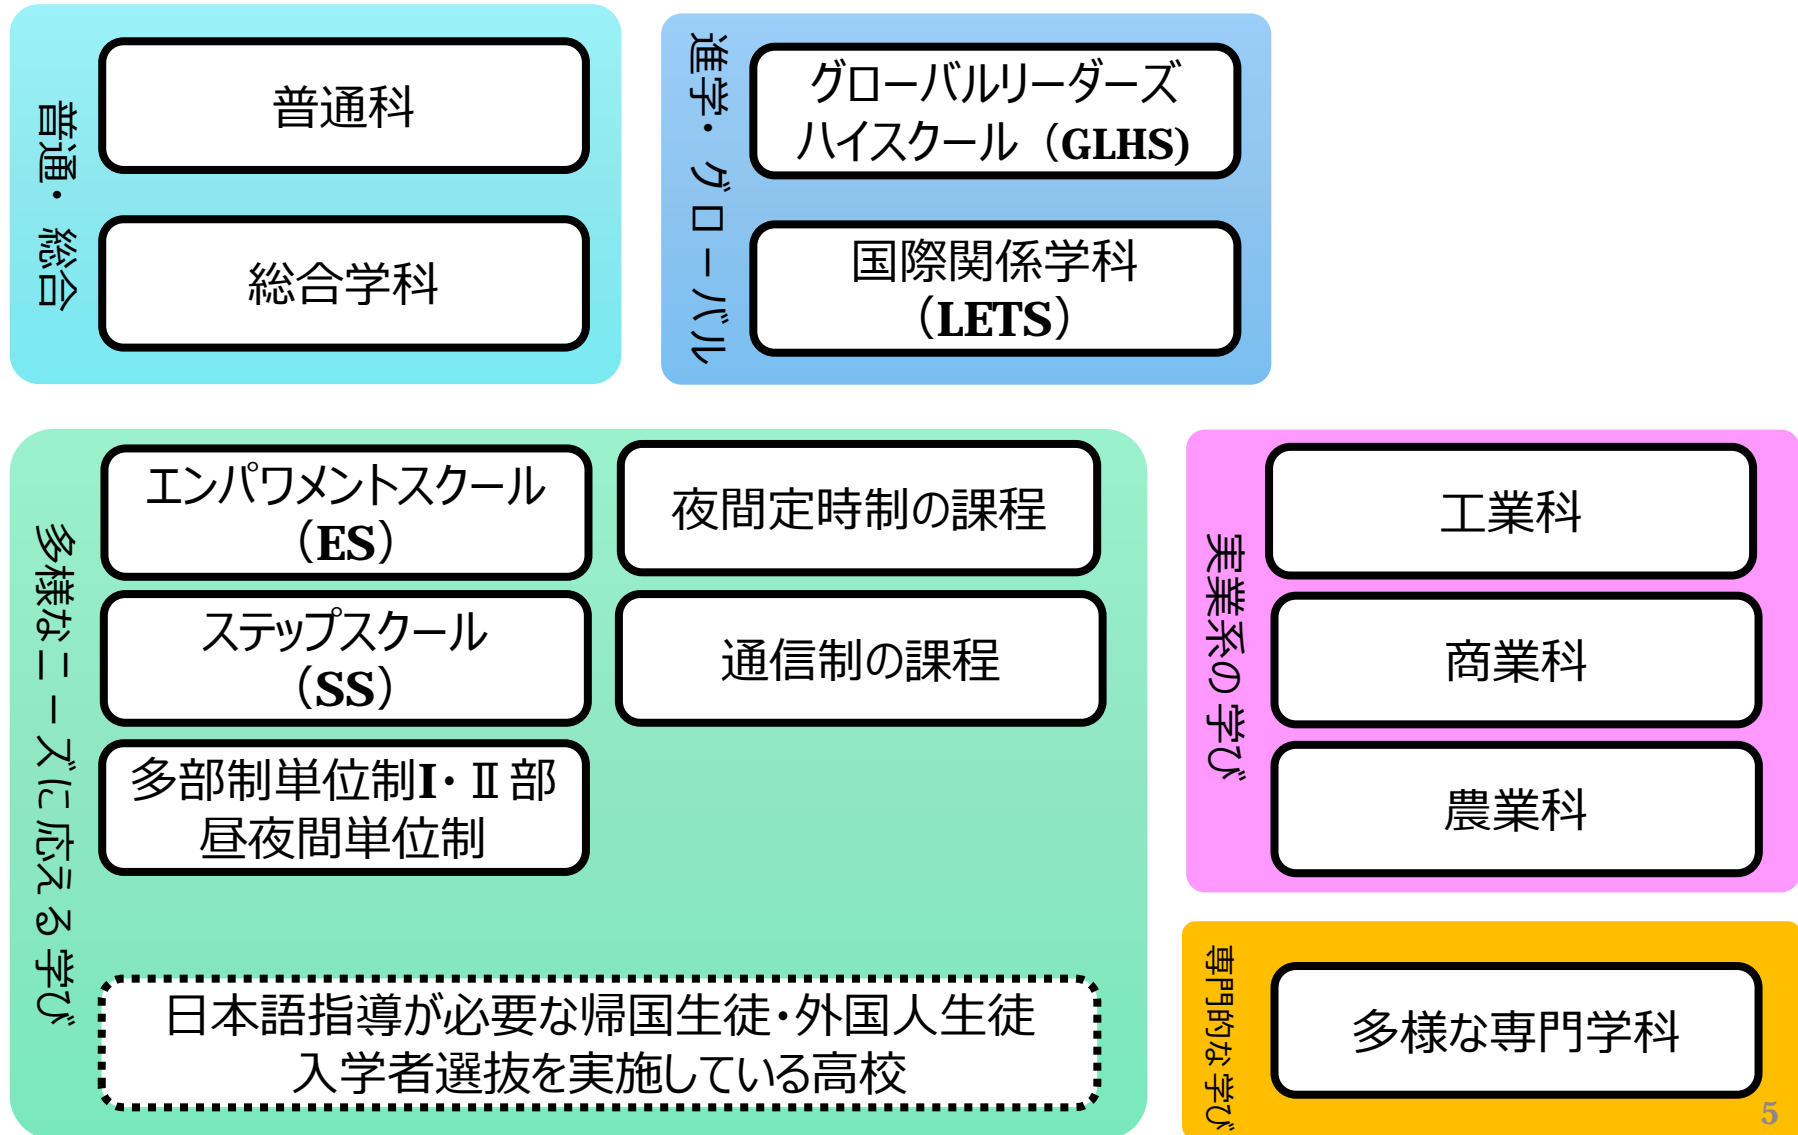 普通・総合
普通科
総合学科
進学・グローバル
グローバルリーダーズ
ハイスクール（GLHS)
国際関係学科
（LETS）
多様なニーズに応える学び
エンパワメントスクール
（ES）
夜間定時制の課程
ステップスクール
（SS）
通信制の課程
多部制単位制I・Ⅱ部
昼夜間単位制
日本語指導が必要な帰国生徒・外国人生徒
入学者選抜を実施している高校
実業系の学び
工業科
商業科
農業科
専門的な学び
多様な専門学科
5